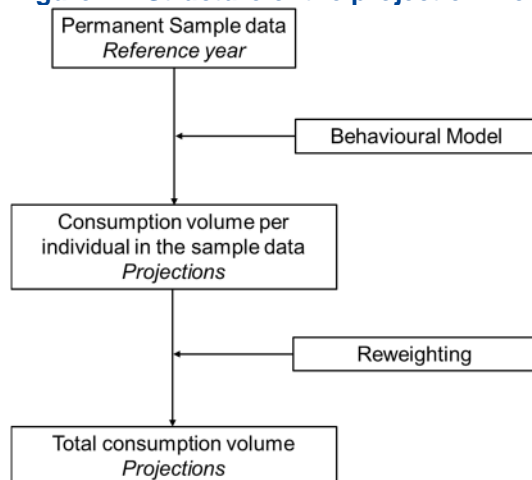 Permanent Sample data
Reference year
Behavioural Model
Consumption volume per
individual in the sample data
Projections
Reweighting
Total consumption volume
Projections